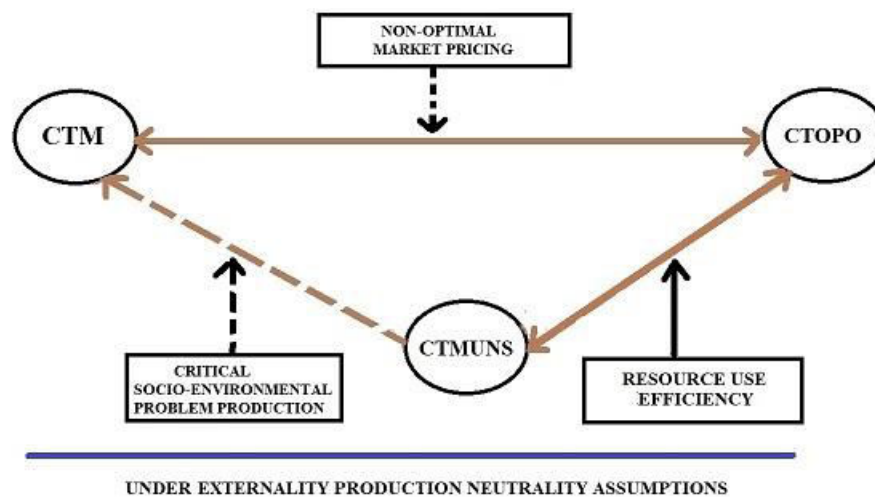 NON-OPTIMAL
MARKET PRICING
CTM
CTOPO
CTMUNS
CRITICAL
SOCIO-ENVIRONMENTAL
PROBLEM PRODUCTION
RESOURCE USE
EFFICIENCY
UNDER EXTERNALITY PRODUCTION NEUTRALITY ASSUMPTIONS